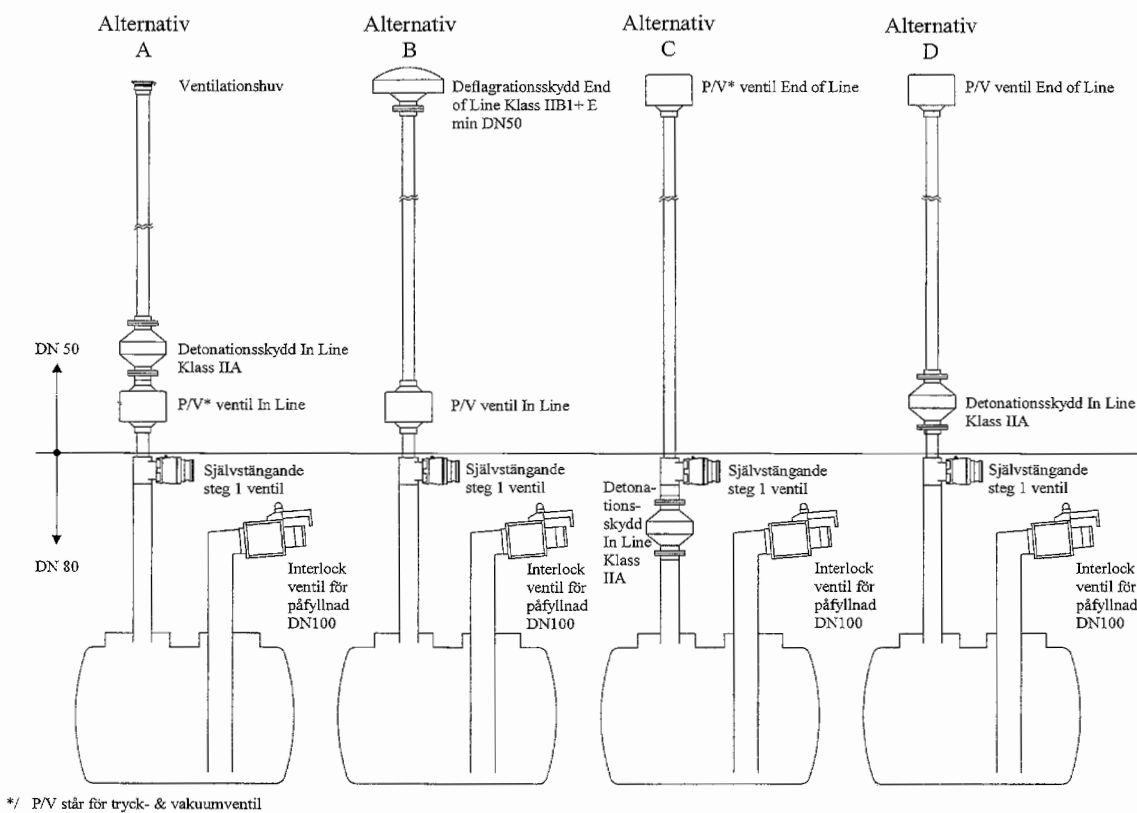 Alternativ
A
Alternativ
B
Alternativ
C
Alternativ
D
Ventilationshuv
Deflagrationsskydd End
of Line Klass IIB1+ E
min DN50
P/V* ventil End of Line
P/V ventil End of Line
DN 50
Detonationsskydd In Line
Klass IIA
P/V* ventil In Line
P/V ventil In Line
Detonationsskydd In Line
Klass IIA
Självstängande
steg 1 ventil
Självstängande
steg 1 ventil
Självstängande
steg 1 ventil
Självstängande
steg 1 ventil
Detona-
tions-
skydd
In Line
Klass
IIA
DN 80
Interlock
ventil för
påfyllnad
DN100
Interlock
ventil för
påfyllnad
DN100
Interlock
ventil för
påfyllnad
DN100
Interlock
ventil för
påfyllnad
DN100
*/ P/V står för tryck- & vakuumventil